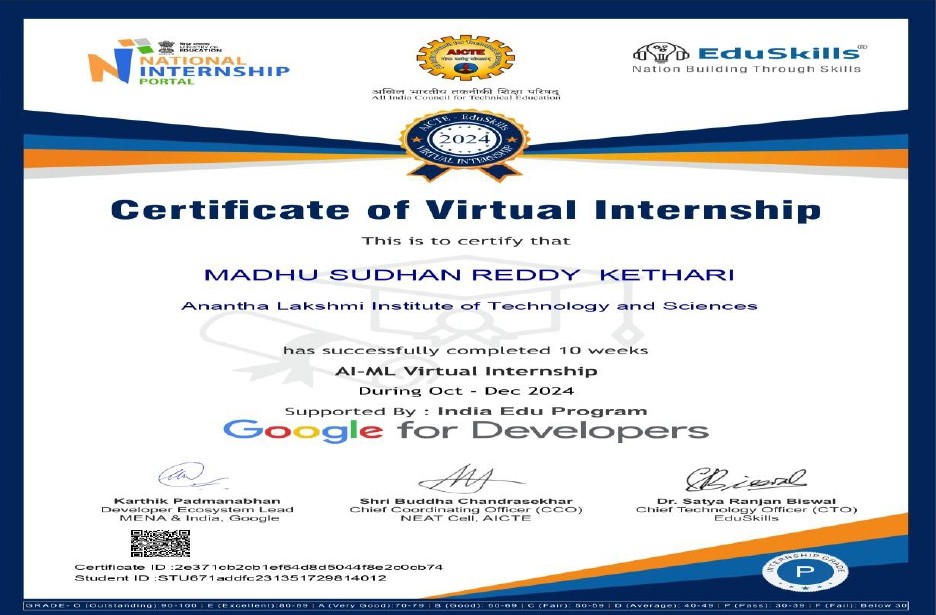 सिक्षा मंत्रालय
MINISTRY OF
EDUCATION
NATIONAL
INTERNSHIP
PORTAL
AICTE
अखिल भारतीय तकनीकी शिक्षा परिषद्
All India Council for Technical Education
EduSkills®
Nation Building Through Skills
AICTE - EduSkills
2024
VIRTUAL INTERNSHIP
Certificate of Virtual Internship
This is to certify that
MADHU SUDHAN REDDY KETHARI
Anantha Lakshmi Institute of Technology and Sciences
has successfully completed 10 weeks
AI-ML Virtual Internship
During Oct - Dec 2024
Supported By : India Edu Program
Google for Developers
Karthik Padmanabhan
Developer Ecosystem Lead
MENA & India, Google
Shri Buddha Chandrasekhar
Chief Coordinating Officer (CCO)
NEAT Cell, AICTE
Dr. Satya Ranjan Biswal
Chief Technology Officer (CTO)
EduSkills
Certificate ID :2e371cb2cb1ef64d8d5044f8e2c0cb74
Student ID :STU671addfc231351729814012
INTERNSHIP GRADE
P
GRADE- O (Outstanding) 90-100 | E (Excellent):80-89 | A (Very Good):70-79 | B (Good): 60-69 | C (Fair): 50-59 | D (Average): 40-49 | P (Pass): 30-39 | F (Fail): Below 30